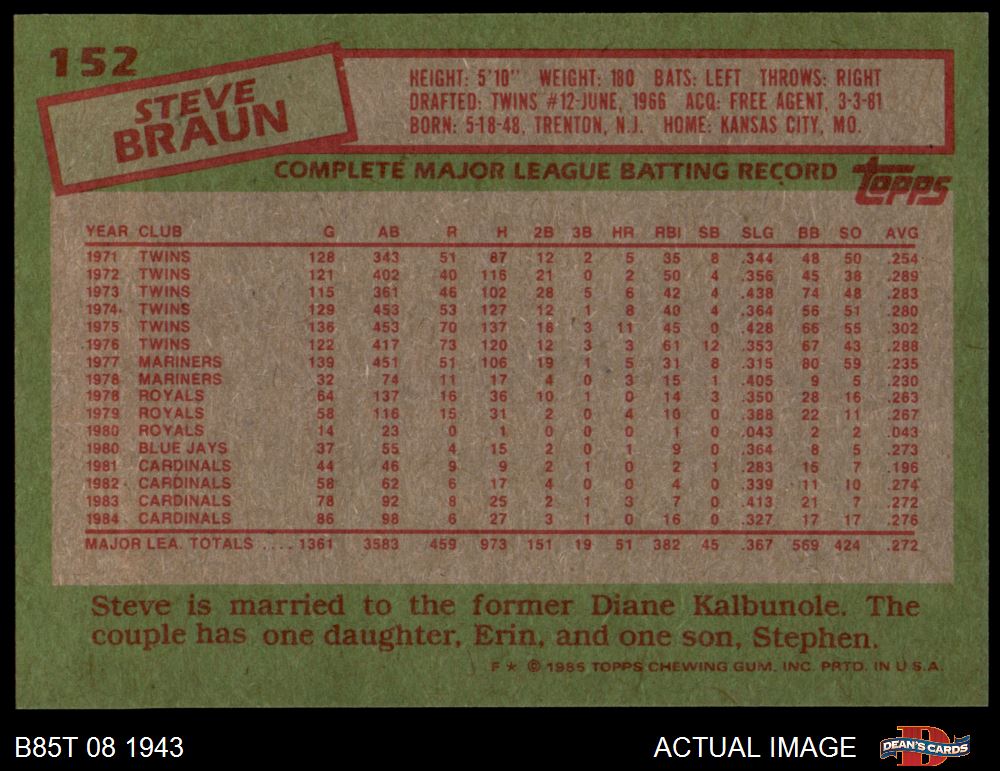 152
STEVE
BRAUN
HEIGHT: 5'10" WEIGHT: 180 BATS: LEFT THROWS: RIGHT
DRAFTED: TWINS #12-JUNE, 1966 ACQ: FREE AGENT, 3-3-81
BORN: 5-18-48, TRENTON, N.J. HOME: KANSAS CITY, MO.
COMPLETE MAJOR LEAGUE BATTING RECORD topps
YEAR CLUB G AB R H 2B 3B HR RBI SB SLG BB SO AVG
1971 TWINS 128 343 51 87 12 2 5 35 8 .344 48 50 .254
1972 TWINS 121 402 40 116 21 0 2 50 4 .356 45 38 .289
1973 TWINS 115 361 46 102 28 5 6 42 4 .438 74 48 .283
1974 TWINS 129 453 53 127 12 1 8 40 4 .364 56 51 .280
1975 TWINS 136 453 70 137 18 3 11 45 0 .428 66 55 .302
1976 TWINS 122 417 73 120 12 3 3 61 12 .353 67 43 .288
1977 MARINERS 139 451 51 106 19 1 5 31 8 .315 80 59 .235
1978 MARINERS 32 74 11 17 4 0 3 15 1 .405 9 5 .230
1978 ROYALS 64 137 16 36 10 1 0 14 3 .350 28 16 .263
1979 ROYALS 58 116 15 31 2 0 4 10 0 .388 22 11 .267
1980 ROYALS 14 23 0 1 0 0 0 1 0 .043 2 2 .043
1980 BLUE JAYS 37 55 4 15 2 0 1 9 0 .364 8 5 .273
1981 CARDINALS 44 46 9 9 2 1 0 2 1 .283 15 7 .196
1982 CARDINALS 58 62 6 17 4 0 0 4 0 .339 11 10 .274
1983 CARDINALS 78 92 8 25 2 1 3 7 0 .413 21 7 .272
1984 CARDINALS 86 98 6 27 3 1 0 16 0 .327 17 17 .276
MAJOR LEA. TOTALS .... 1361 3583 459 973 151 19 51 382 45 .367 569 424 .272
Steve is married to the former Diane Kalbunole. The
couple has one daughter, Erin, and one son, Stephen.
F * © 1985 TOPPS CHEWING GUM, INC. PRTD. IN U.S.A.
B85T 08 1943 ACTUAL IMAGE D DEAN'S CARDS